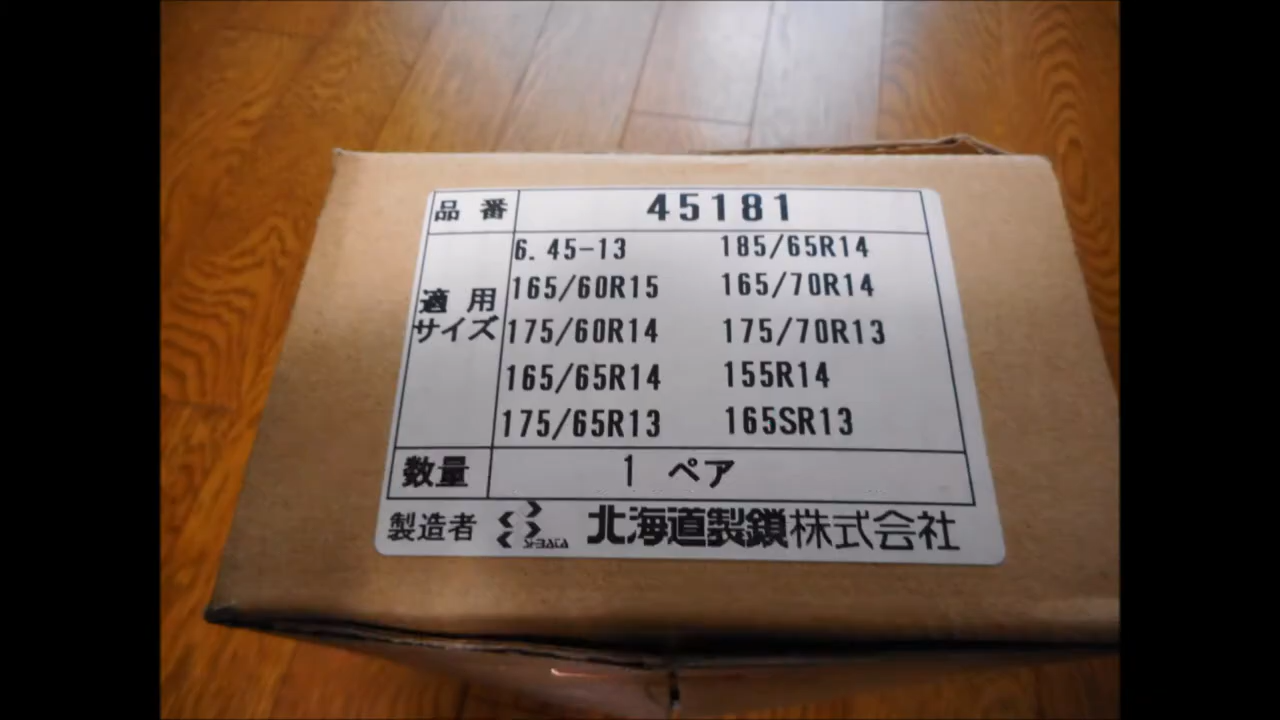 品番 45181
適用サイズ
6.45-13 185/65R14
165/60R15 165/70R14
175/60R14 175/70R13
165/65R14 155R14
175/65R13 165SR13
数量 1 ペア
製造者 SHIBATA 北海道製鎖株式会社